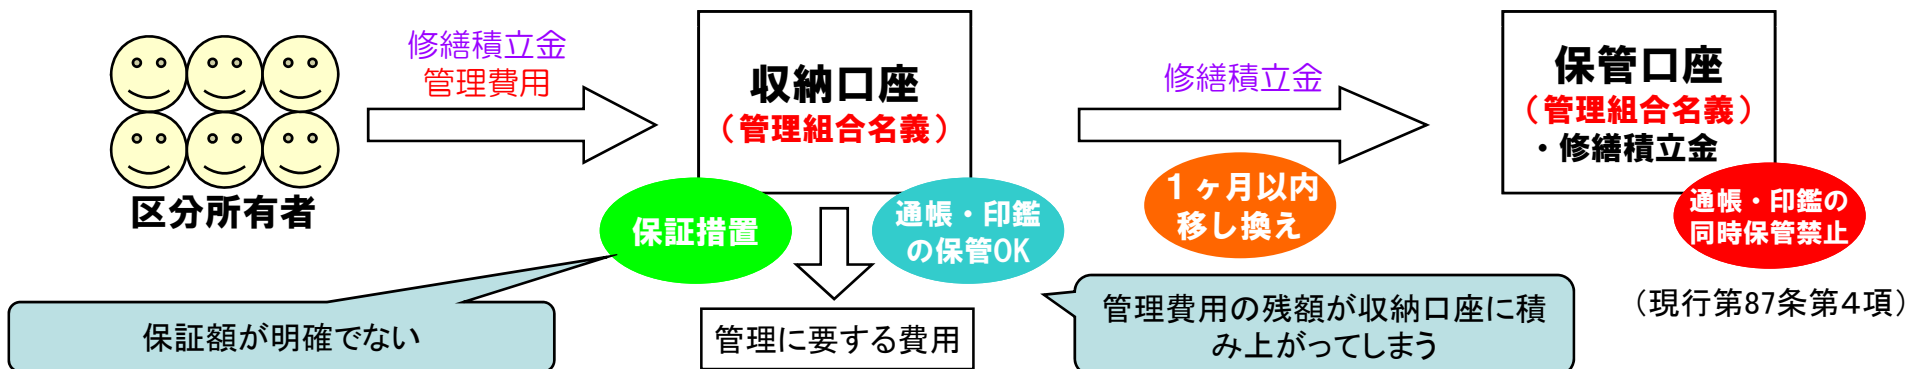 区分所有者
修繕積立金
管理費用
収納口座
（管理組合名義）
保証措置
通帳・印鑑
の保管OK
保証額が明確でない
管理に要する費用
修繕積立金
１ヶ月以内
移し換え
管理費用の残額が収納口座に積
み上がってしまう
保管口座
（管理組合名義）
・修繕積立金
通帳・印鑑の
同時保管禁止
（現行第87条第４項）